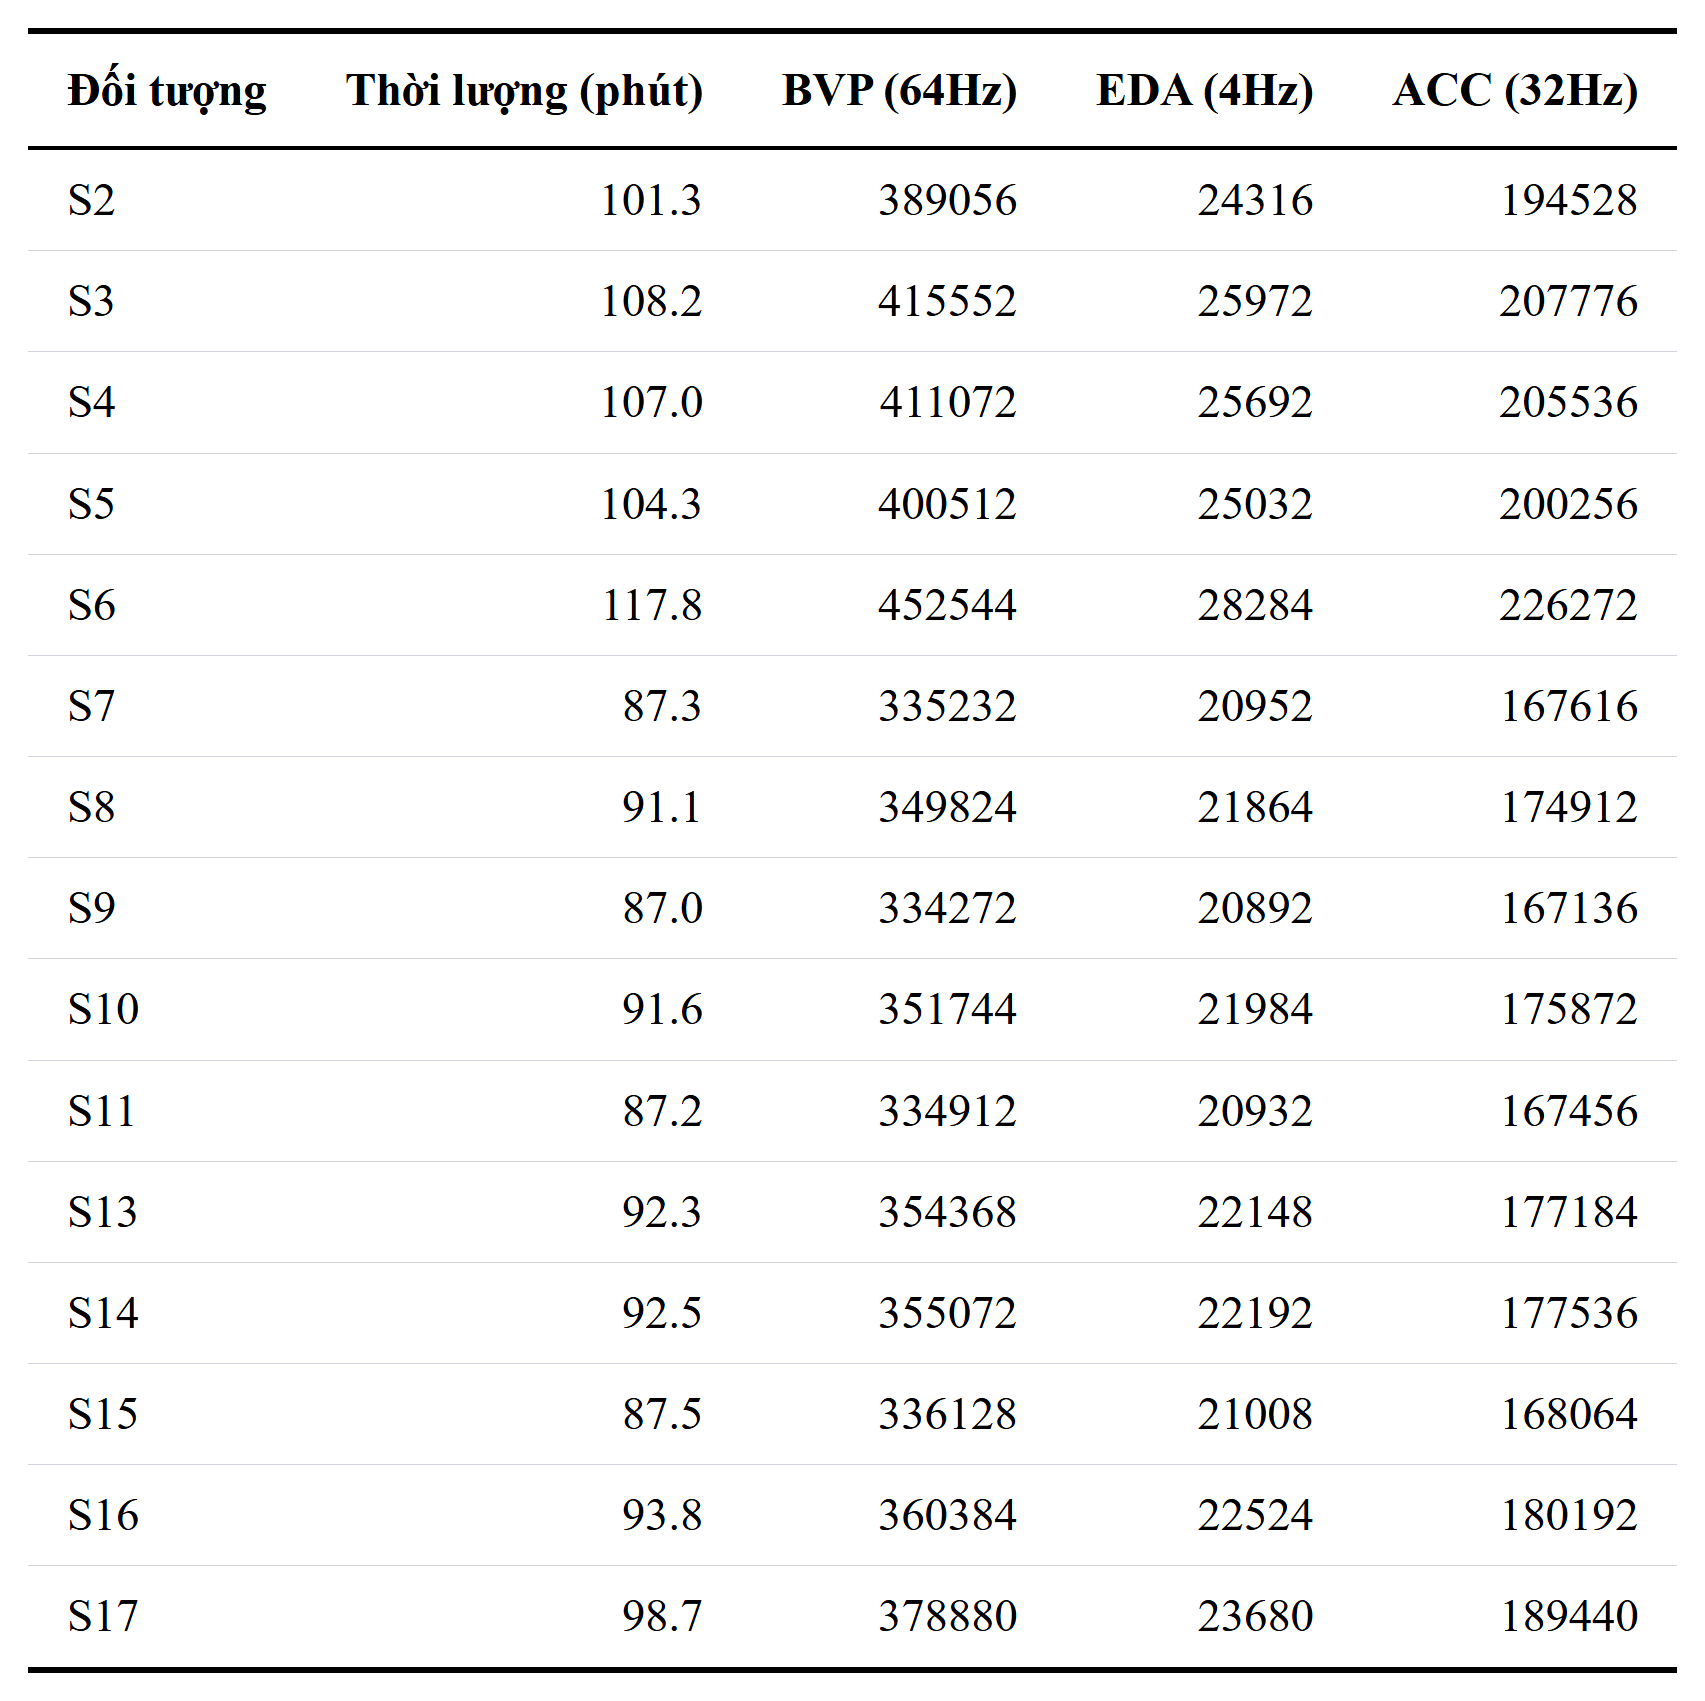 Đối tượng Thời lượng (phút) BVP (64Hz) EDA (4Hz) ACC (32Hz)
S2 101.3 389056 24316 194528
S3 108.2 415552 25972 207776
S4 107.0 411072 25692 205536
S5 104.3 400512 25032 200256
S6 117.8 452544 28284 226272
S7 87.3 335232 20952 167616
S8 91.1 349824 21864 174912
S9 87.0 334272 20892 167136
S10 91.6 351744 21984 175872
S11 87.2 334912 20932 167456
S13 92.3 354368 22148 177184
S14 92.5 355072 22192 177536
S15 87.5 336128 21008 168064
S16 93.8 360384 22524 180192
S17 98.7 378880 23680 189440